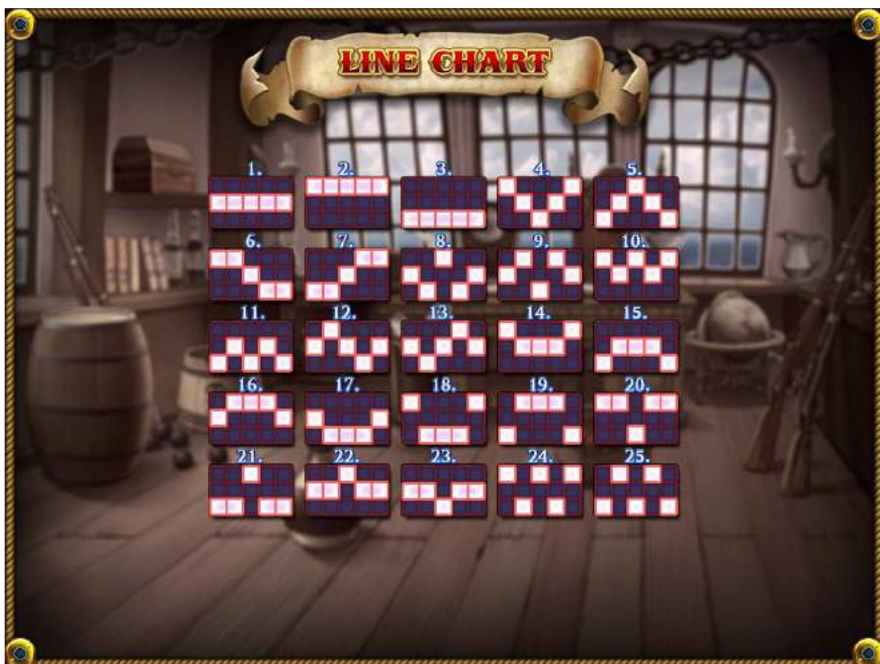 LINE CHART
1. 2. 3. 4. 5.
6. 7. 8. 9. 10.
11. 12. 13. 14. 15.
16. 17. 18. 19. 20.
21. 22. 23. 24. 25.